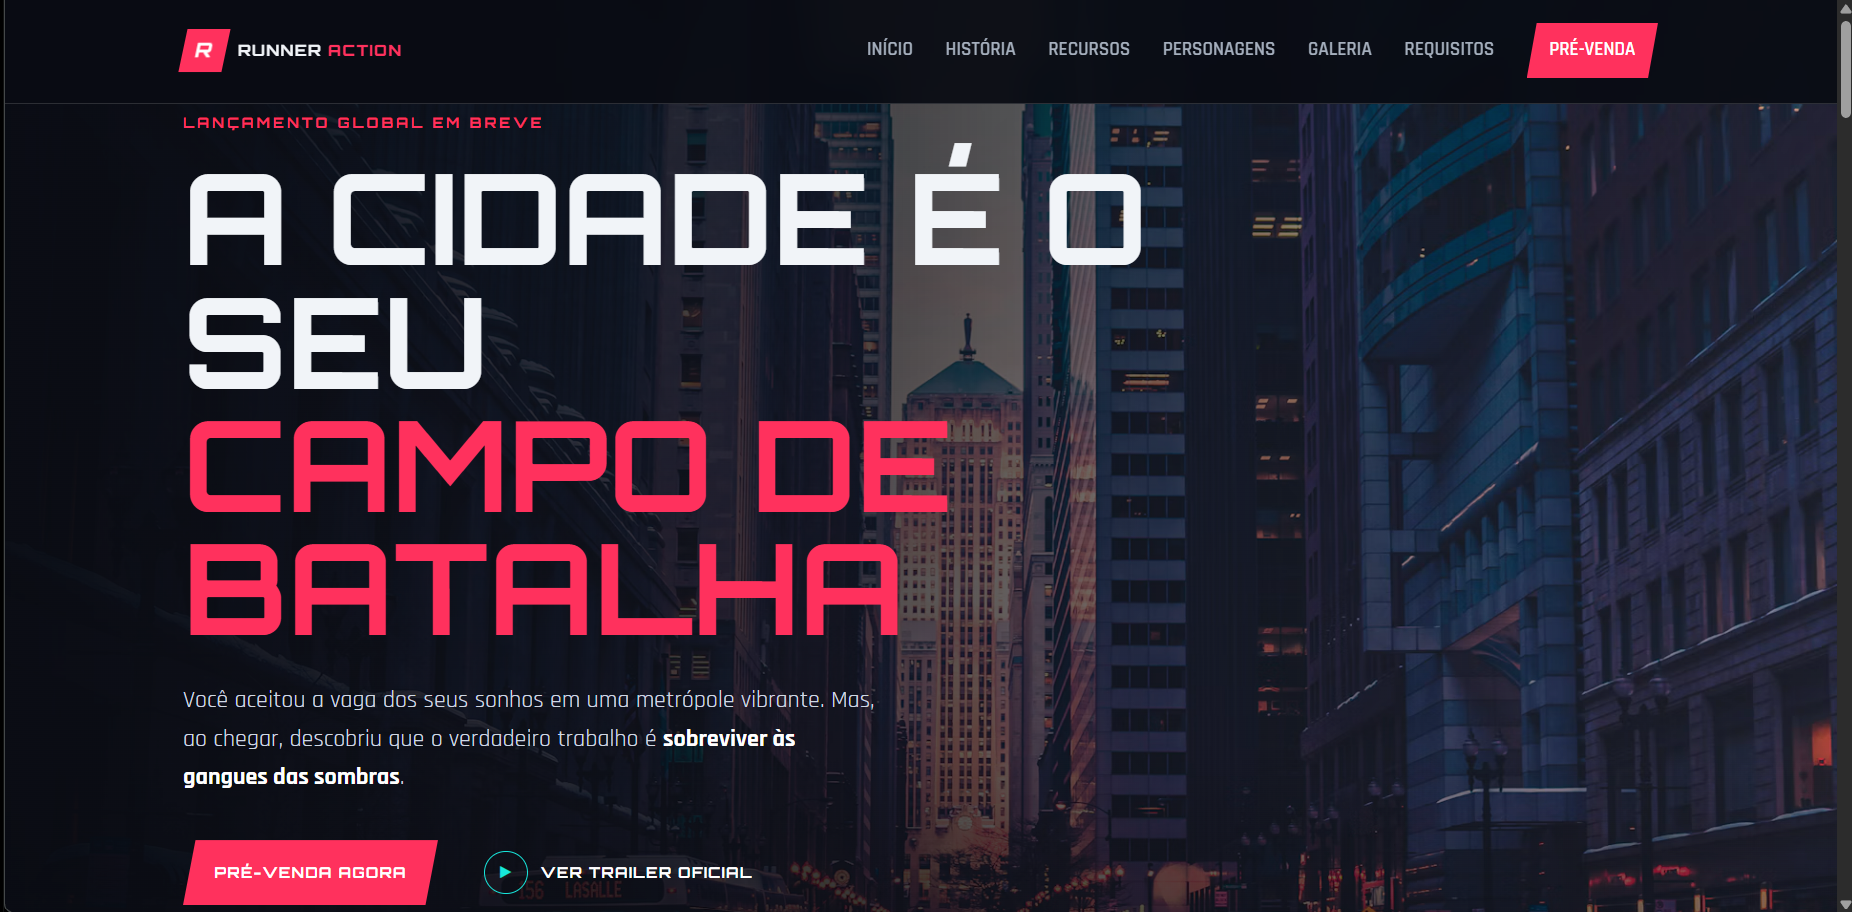 R RUNNER ACTION
INÍCIO HISTÓRIA RECURSOS PERSONAGENS GALERIA REQUISITOS PRÉ-VENDA
LANÇAMENTO GLOBAL EM BREVE
A CIDADE É O
SEU
CAMPO DE
BATALHA
Você aceitou a vaga dos seus sonhos em uma metrópole vibrante. Mas,
ao chegar, descobriu que o verdadeiro trabalho é sobreviver às
gangues das sombras.
PRÉ-VENDA AGORA
VER TRAILER OFICIAL
156 LASALLE